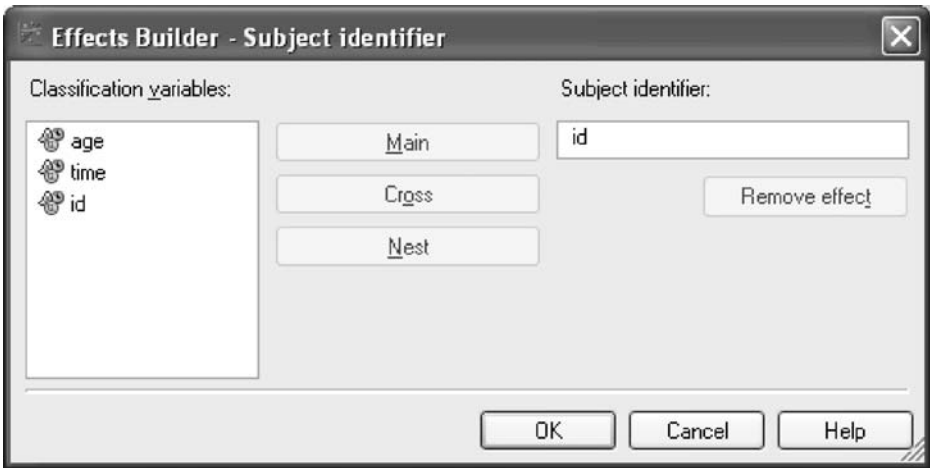 Effects Builder - Subject identifier
Classification variables:
Subject identifier:
age
time
id
Main
Cross
Nest
id
Remove effect
OK
Cancel
Help